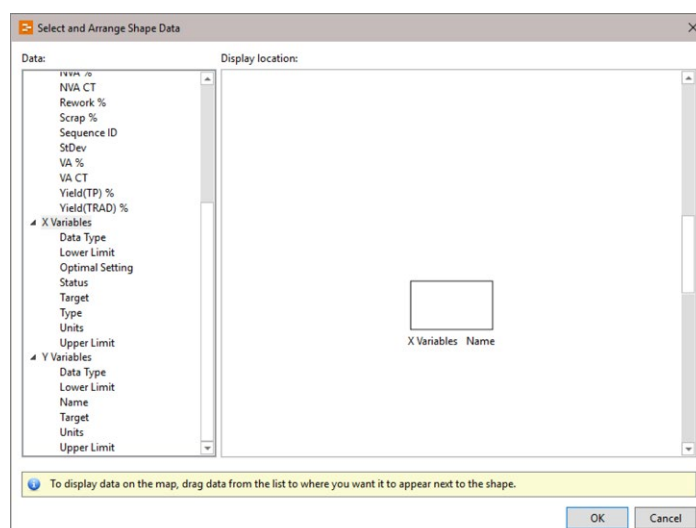 Select and Arrange Shape Data
Data:
Display location:
NVA %
NVA CT
Rework %
Scrap %
Sequence ID
StDev
VA %
VA CT
Yield(TP) %
Yield(TRAD) %
X Variables
Data Type
Lower Limit
Optimal Setting
Status
Target
Type
Units
Upper Limit
Y Variables
Data Type
Lower Limit
Name
Target
Units
Upper Limit
X Variables Name
To display data on the map, drag data from the list to where you want it to appear next to the shape.
OK
Cancel